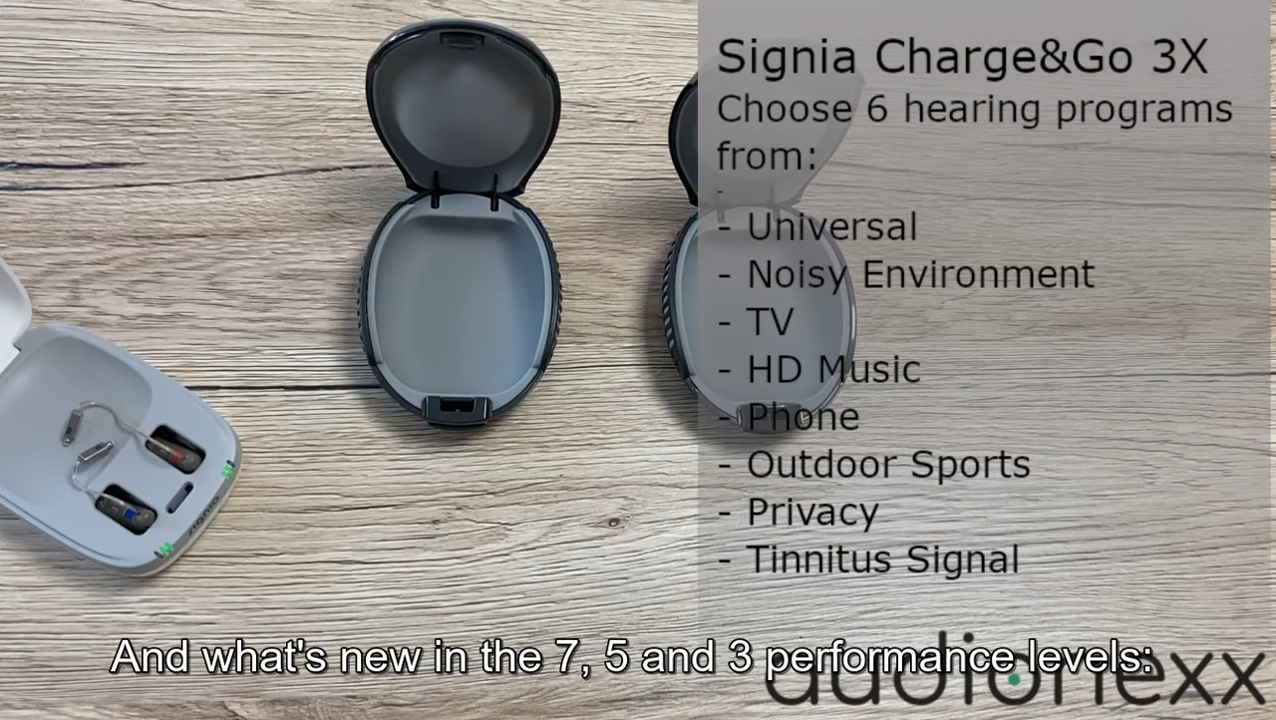 Signia Charge&Go 3X
Choose 6 hearing programs
from:
-
- Universal
- Noisy Environment
- TV
- HD Music
- Phone
- Outdoor Sports
- Privacy
- Tinnitus Signal
signia
And what's new in the 7, 5 and 3 performance levels:
audionexx